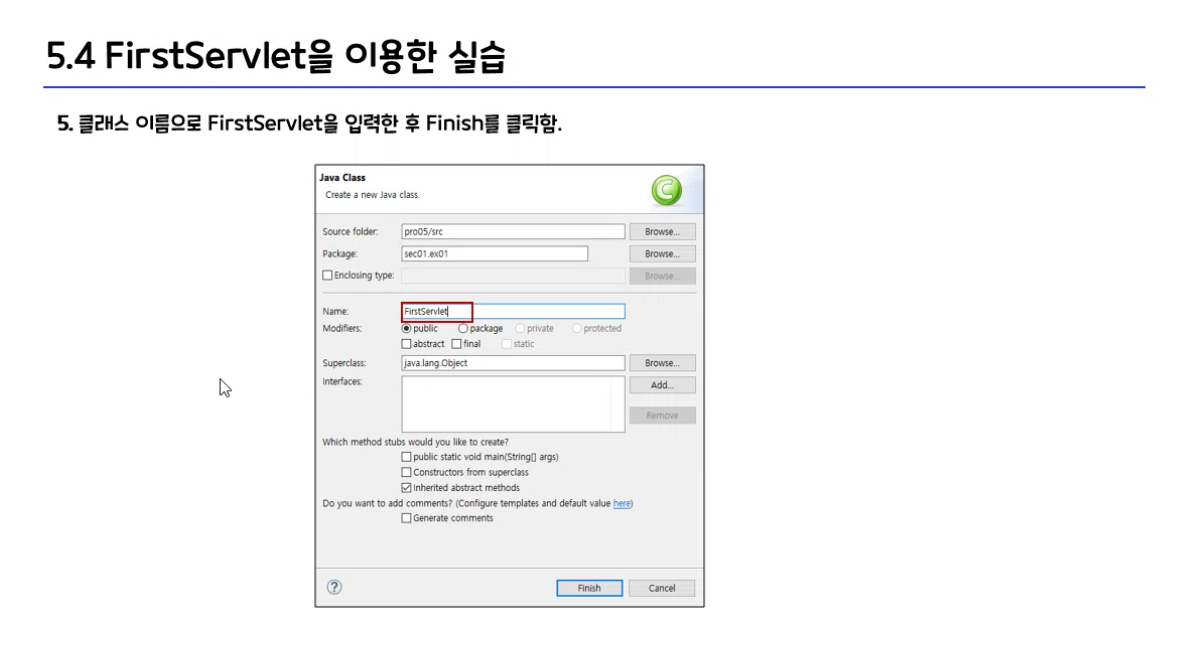 5.4 FirstServlet을 이용한 실습
5. 클래스 이름으로 FirstServlet을 입력한 후 Finish를 클릭함.
Java Class
Create a new Java class.
Source folder: pro05/src Browse...
Package: sec01.ex01 Browse...
Enclosing type: Browse...
Name: FirstServlet
Modifiers: public package private protected
abstract final static
Superclass: java.lang.Object Browse...
Interfaces: Add...
Remove
Which method stubs would you like to create?
public static void main(String[] args)
Constructors from superclass
Inherited abstract methods
Do you want to add comments? (Configure templates and default value here)
Generate comments
? Finish Cancel